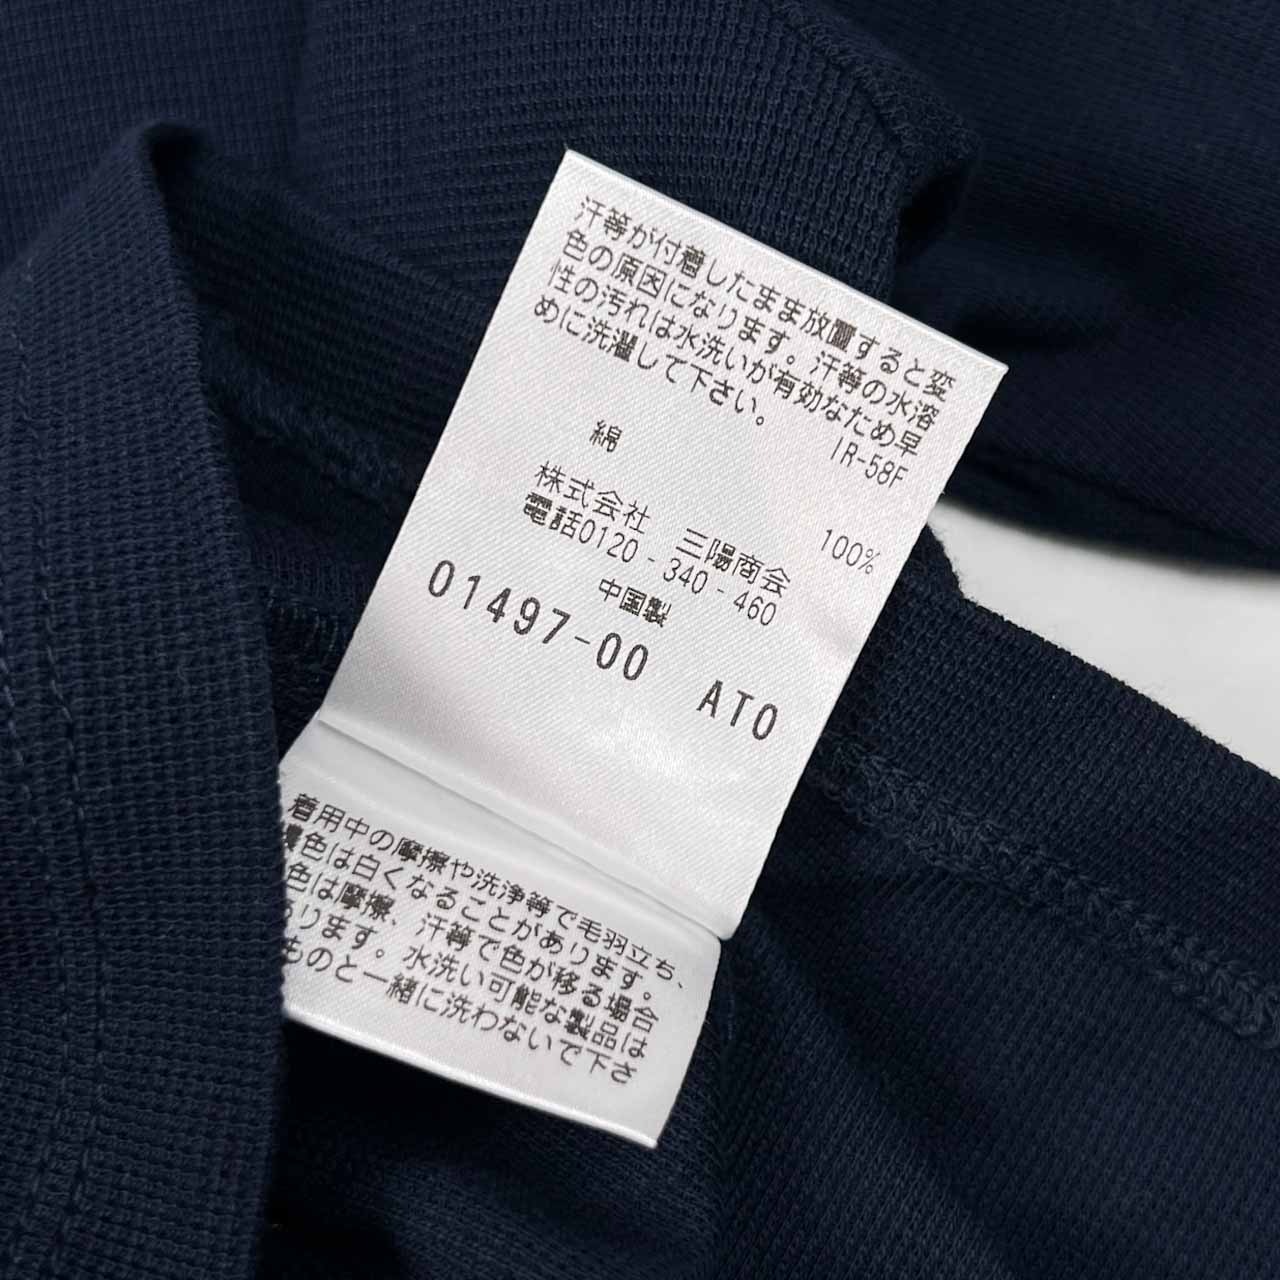 汗等が付着したまま放置すると変
色の原因になります。汗等の水溶
性の汚れは水洗いが有効なため早
めに洗濯して下さい。
IR-58F
綿 100%
株式会社 三陽商会
電話0120-340-460
中国製
01497-00 ATO
着用中の摩擦や洗浄等で毛羽立ち、
濃色は白くなることがあります。
色は摩擦、汗等で色が移る場合
あります。水洗い可能な製品は
ものと一緒に洗わないで下さ